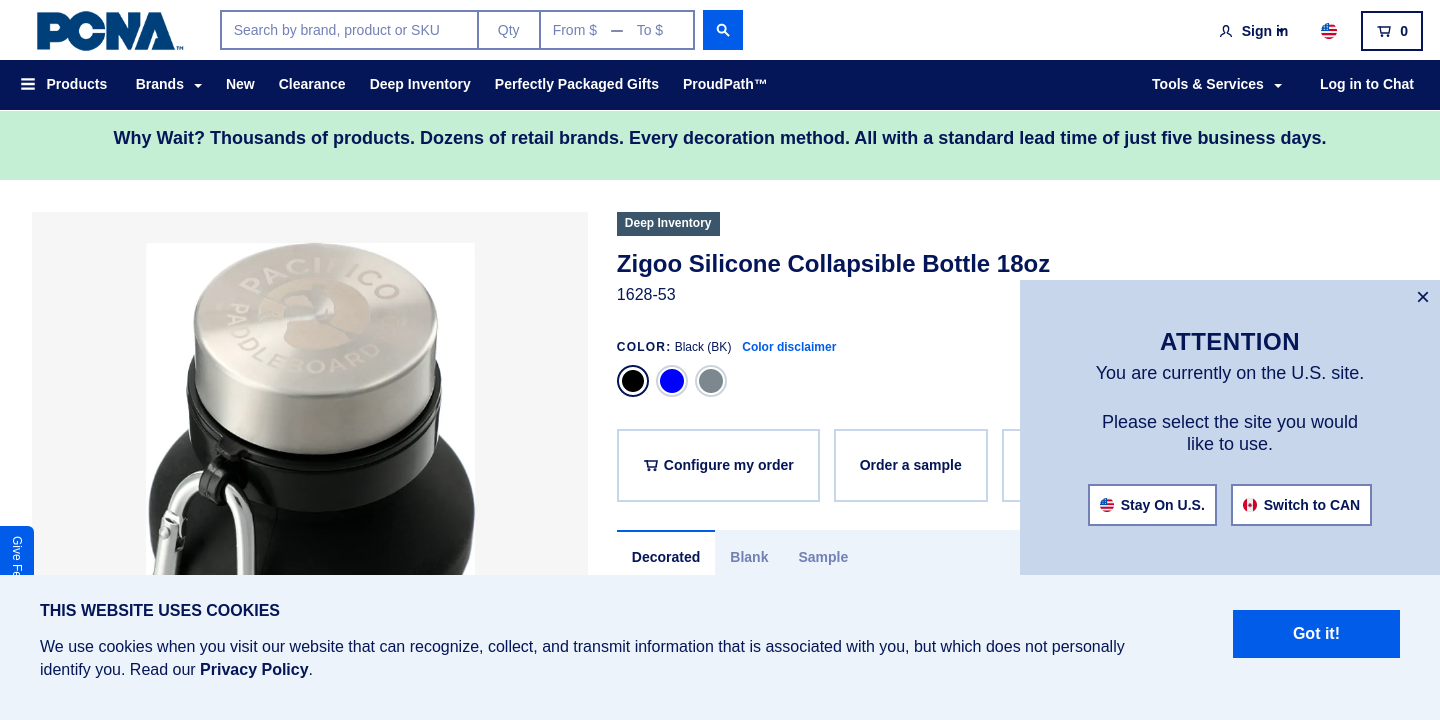 PCNA™
Search by brand, product or SKU
Qty
From $ — To $
Sign in
0
Products
Brands
New
Clearance
Deep Inventory
Perfectly Packaged Gifts
ProudPath™
Tools & Services
Log in to Chat
Why Wait? Thousands of products. Dozens of retail brands. Every decoration method. All with a standard lead time of just five business days.
PACIFICO
PADDLEBOARD
Deep Inventory
Zigoo Silicone Collapsible Bottle 18oz
1628-53
COLOR: Black (BK) Color disclaimer
Configure my order
Order a sample
Decorated
Blank
Sample
×
ATTENTION
You are currently on the U.S. site.
Please select the site you would
like to use.
Stay On U.S.
Switch to CAN
Give Fe
THIS WEBSITE USES COOKIES
We use cookies when you visit our website that can recognize, collect, and transmit information that is associated with you, but which does not personally
identify you. Read our Privacy Policy.
Got it!